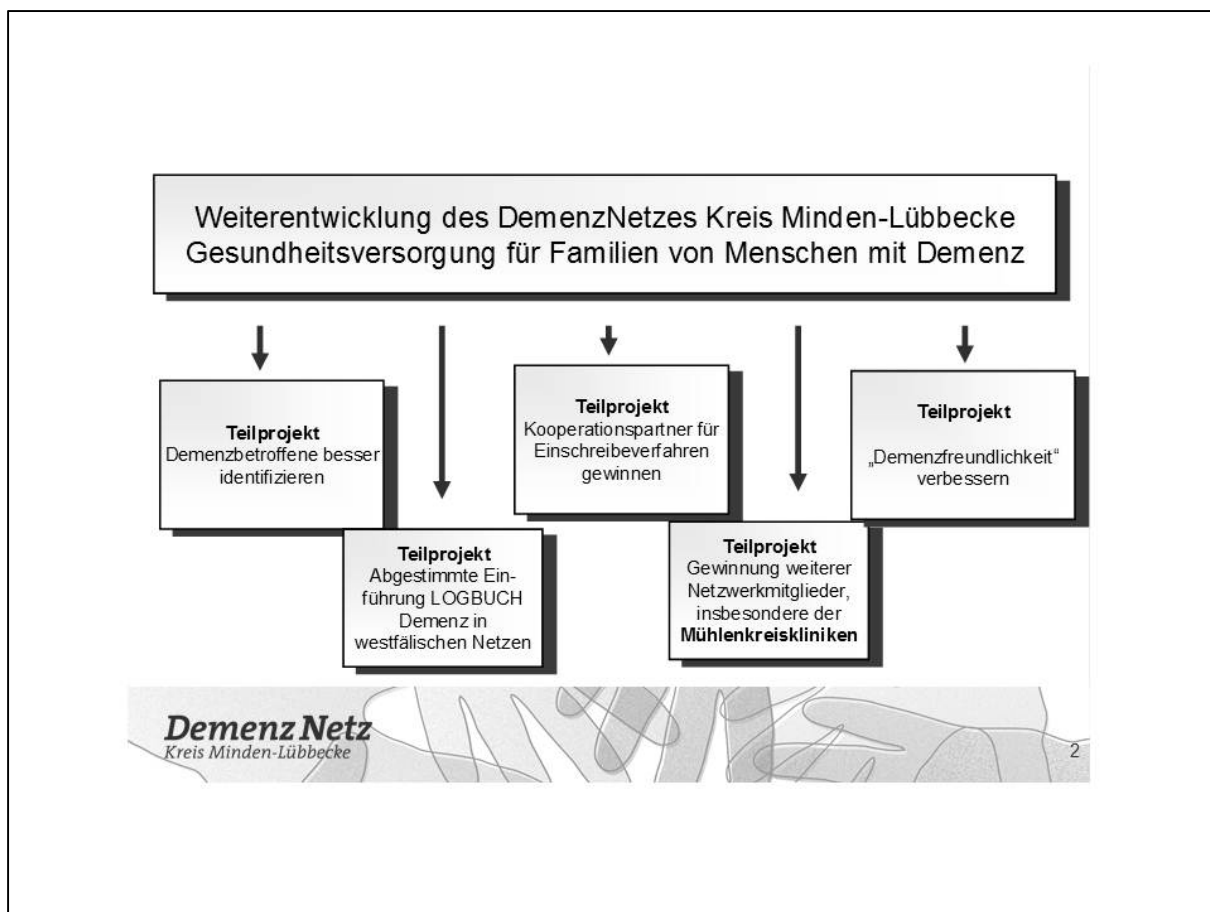 Weiterentwicklung des DemenzNetzes Kreis Minden-Lübbecke
Gesundheitsversorgung für Familien von Menschen mit Demenz
Teilprojekt
Demenzbetroffene besser
identifizieren
Teilprojekt
Abgestimmte Ein-
führung LOGBUCH
Demenz in
westfälischen Netzen
Teilprojekt
Kooperationspartner für
Einschreibeverfahren
gewinnen
Teilprojekt
Gewinnung weiterer
Netzwerkmitglieder,
insbesondere der
Mühlenkreiskliniken
Teilprojekt
„Demenzfreundlichkeit“
verbessern
DemenzNetz
Kreis Minden-Lübbecke
2